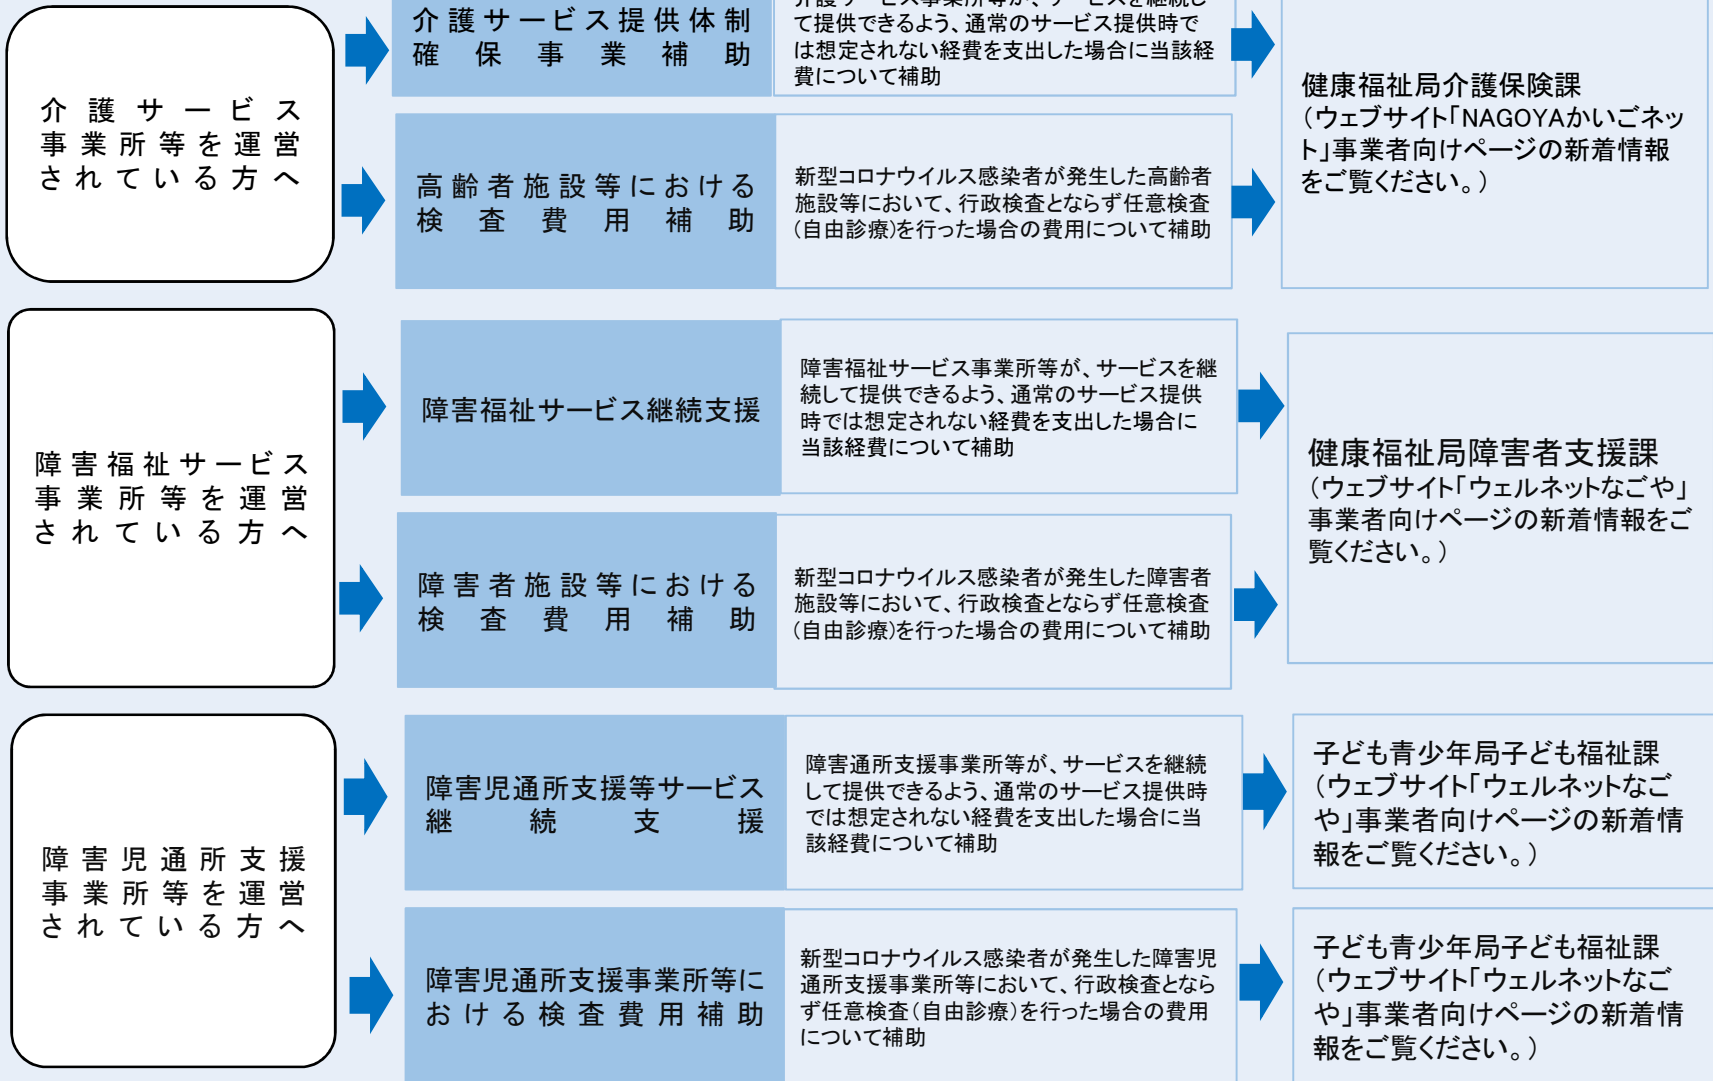 介護サービス
事業所等を運営
されている方へ
介護サービス提供体制
確保事業補助
介護サービス事業所等が、サービスを継続し
て提供できるよう、通常のサービス提供時で
は想定されない経費を支出した場合に当該経
費について補助
高齢者施設等における
検査費用補助
新型コロナウイルス感染者が発生した高齢者
施設等において、行政検査とならず任意検査
(自由診療)を行った場合の費用について補助
健康福祉局介護保険課
(ウェブサイト「NAGOYAかいごネッ
ト」事業者向けページの新着情報
をご覧ください。)
障害福祉サービス
事業所等を運営
されている方へ
障害福祉サービス継続支援
障害福祉サービス事業所等が、サービスを継
続して提供できるよう、通常のサービス提供
時では想定されない経費を支出した場合に
当該経費について補助
障害者施設等における
検査費用補助
新型コロナウイルス感染者が発生した障害者
施設等において、行政検査とならず任意検査
(自由診療)を行った場合の費用について補助
健康福祉局障害者支援課
(ウェブサイト「ウェルネットなごや」
事業者向けページの新着情報をご
覧ください。)
障害児通所支援
事業所等を運営
されている方へ
障害児通所支援等サービス
継続支援
障害通所支援事業所等が、サービスを継続
して提供できるよう、通常のサービス提供時
では想定されない経費を支出した場合に当
該経費について補助
子ども青少年局子ども福祉課
(ウェブサイト「ウェルネットなご
や」事業者向けページの新着情
報をご覧ください。)
障害児通所支援事業所等に
おける検査費用補助
新型コロナウイルス感染者が発生した障害児
通所支援事業所等において、行政検査となら
ず任意検査(自由診療)を行った場合の費用
について補助
子ども青少年局子ども福祉課
(ウェブサイト「ウェルネットなご
や」事業者向けページの新着情
報をご覧ください。)